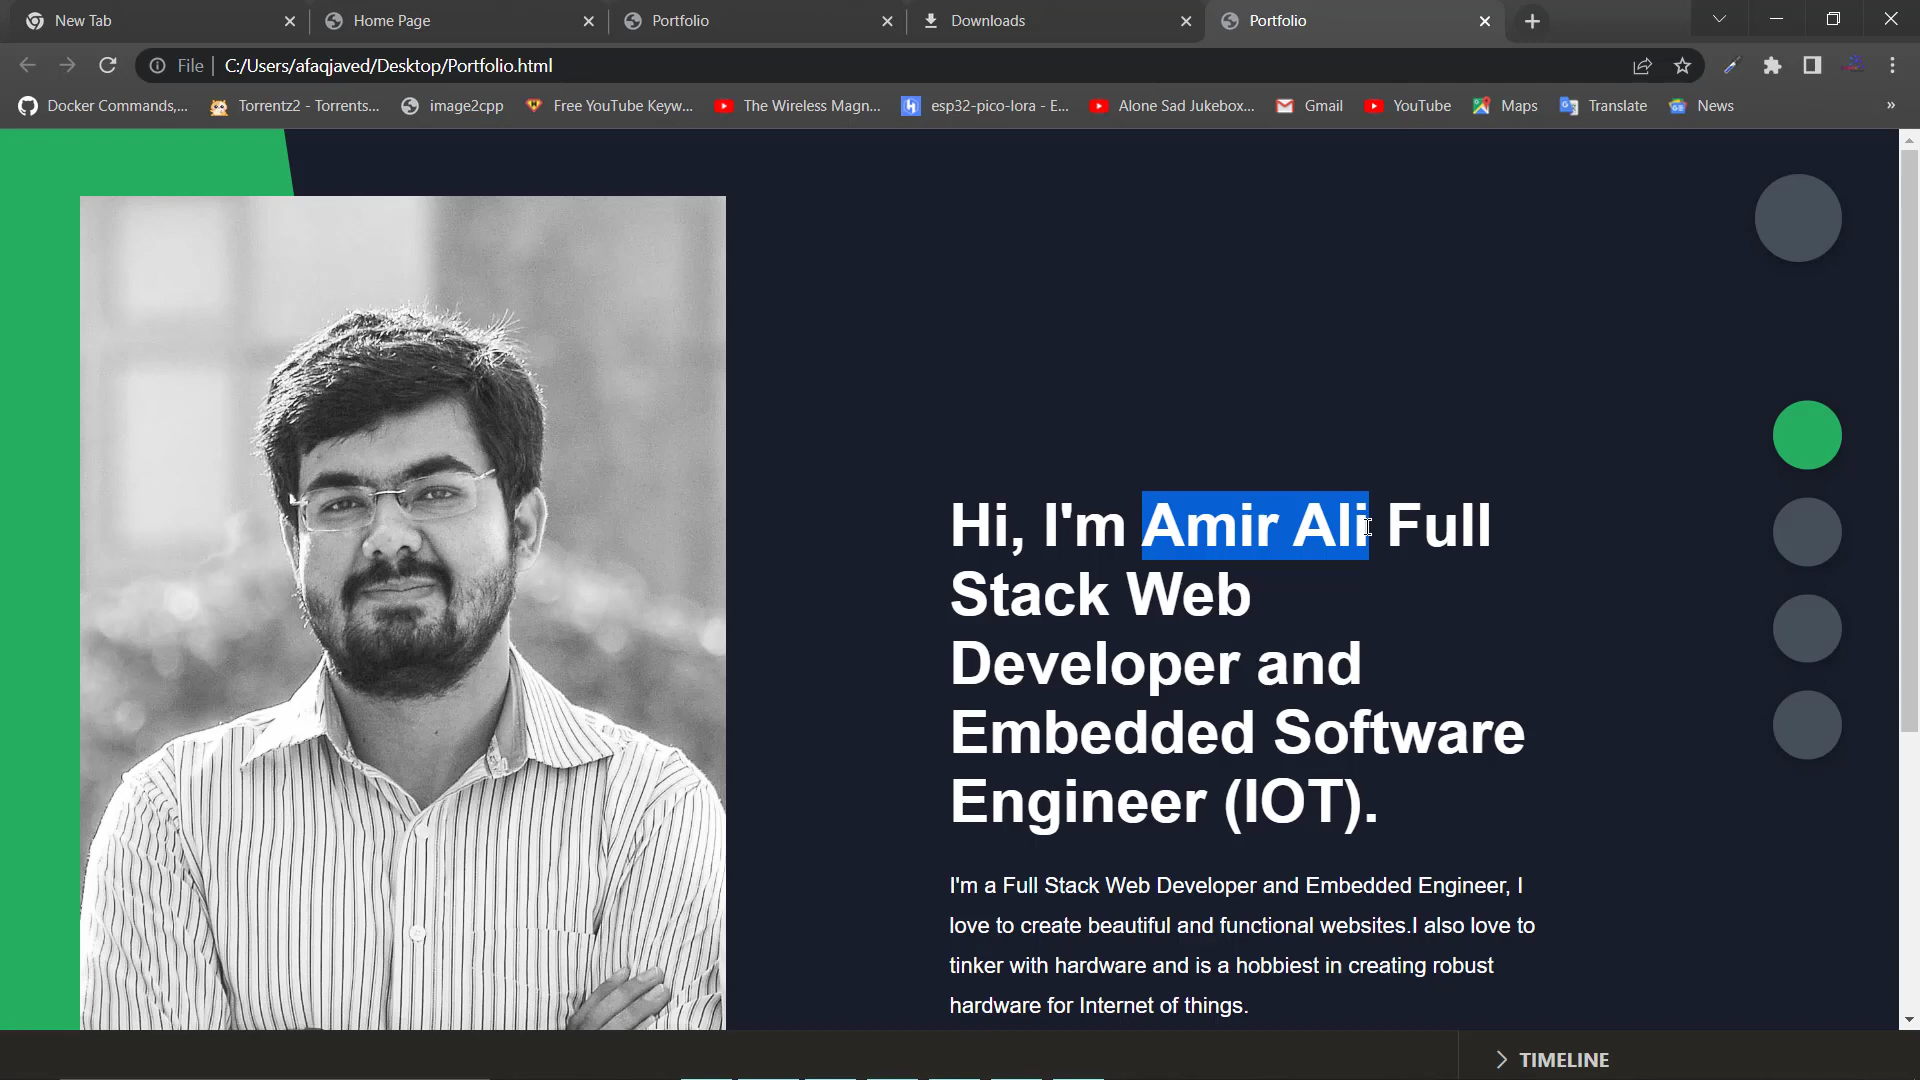 New Tab
Home Page
Portfolio
Downloads
Portfolio
File
C:/Users/afaqjaved/Desktop/Portfolio.html
Docker Commands,...
Torrentz2 - Torrents...
image2cpp
Free YouTube Keyw...
The Wireless Magn...
esp32-pico-lora - E...
Alone Sad Jukebox...
Gmail
YouTube
Maps
Translate
News
»
Hi, I'm Amir Ali Full
Stack Web
Developer and
Embedded Software
Engineer (IOT).
I'm a Full Stack Web Developer and Embedded Engineer, I
love to create beautiful and functional websites.I also love to
tinker with hardware and is a hobbiest in creating robust
hardware for Internet of things.
TIMELINE